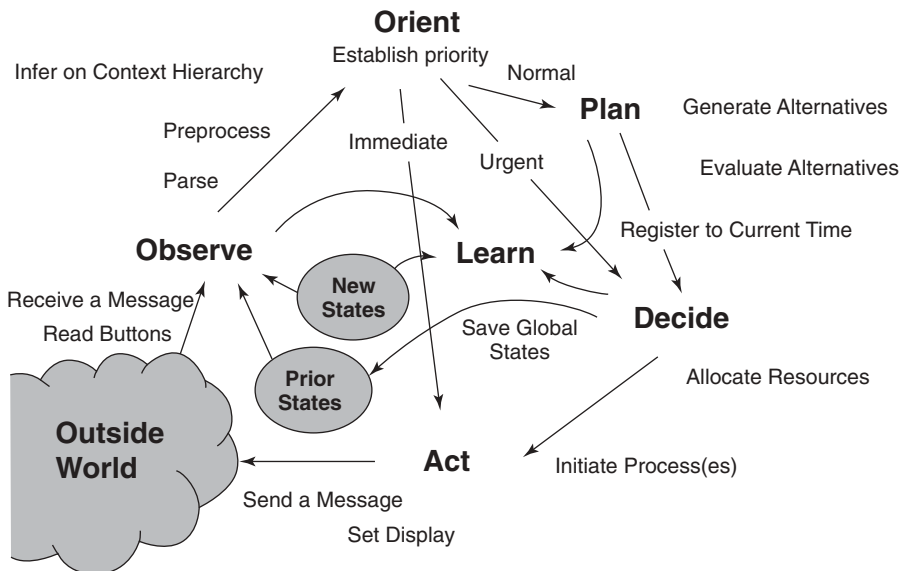 Orient
Establish priority
Infer on Context Hierarchy
Normal
Plan
Generate Alternatives
Preprocess
Immediate
Urgent
Evaluate Alternatives
Parse
Register to Current Time
Observe
Learn
New
States
Receive a Message
Read Buttons
Decide
Save Global
States
Prior
States
Allocate Resources
Outside
World
Act
Initiate Process(es)
Send a Message
Set Display